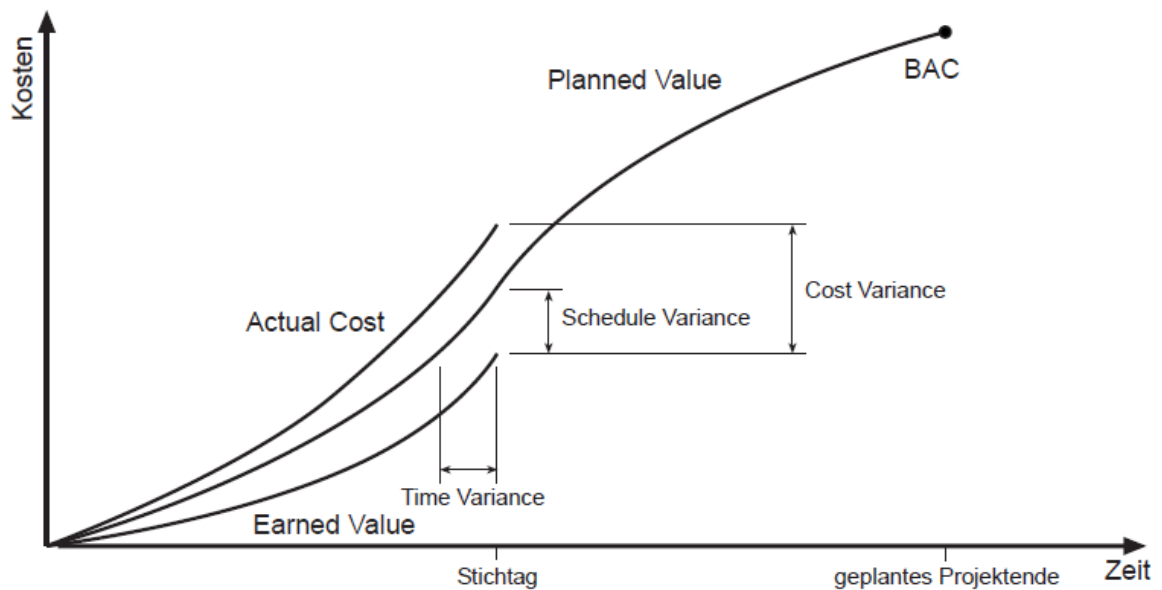 Kosten
Planned Value
BAC
Actual Cost
Cost Variance
Schedule Variance
Time Variance
Earned Value
Stichtag
geplantes Projektende
Zeit